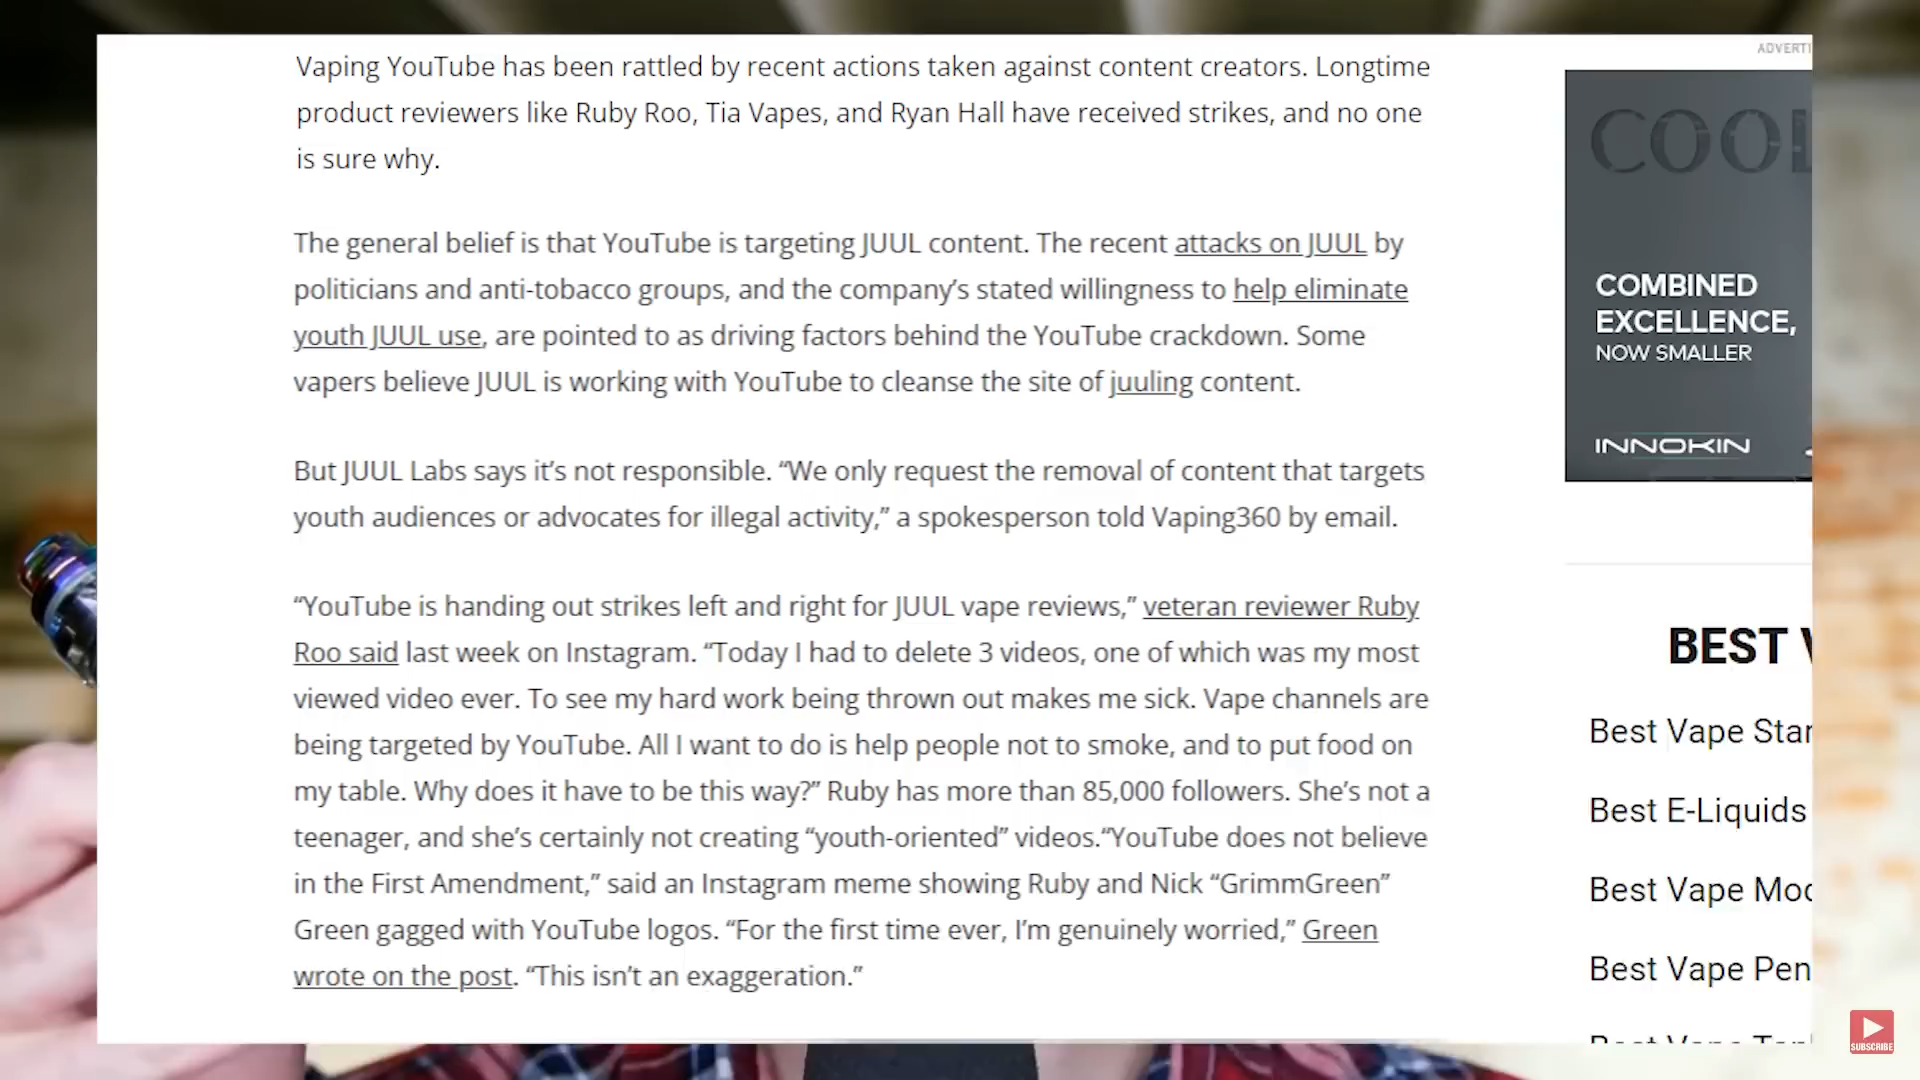 Vaping YouTube has been rattled by recent actions taken against content creators. Longtime
product reviewers like Ruby Roo, Tia Vapes, and Ryan Hall have received strikes, and no one
is sure why.
The general belief is that YouTube is targeting JUUL content. The recent attacks on JUUL by
politicians and anti-tobacco groups, and the company’s stated willingness to help eliminate
youth JUUL use, are pointed to as driving factors behind the YouTube crackdown. Some
vapers believe JUUL is working with YouTube to cleanse the site of juuling content.
But JUUL Labs says it’s not responsible. “We only request the removal of content that targets
youth audiences or advocates for illegal activity,” a spokesperson told Vaping360 by email.
“YouTube is handing out strikes left and right for JUUL vape reviews,” veteran reviewer Ruby
Roo said last week on Instagram. “Today I had to delete 3 videos, one of which was my most
viewed video ever. To see my hard work being thrown out makes me sick. Vape channels are
being targeted by YouTube. All I want to do is help people not to smoke, and to put food on
my table. Why does it have to be this way?” Ruby has more than 85,000 followers. She’s not a
teenager, and she’s certainly not creating “youth-oriented” videos.“YouTube does not believe
in the First Amendment,” said an Instagram meme showing Ruby and Nick “GrimmGreen”
Green gagged with YouTube logos. “For the first time ever, I’m genuinely worried,” Green
wrote on the post. “This isn’t an exaggeration.”
ADVERTI
COOL
COMBINED
EXCELLENCE,
NOW SMALLER
INNOKIN
BEST
Best Vape Star
Best E-Liquids
Best Vape Mod
Best Vape Pen
SUBSCRIBE